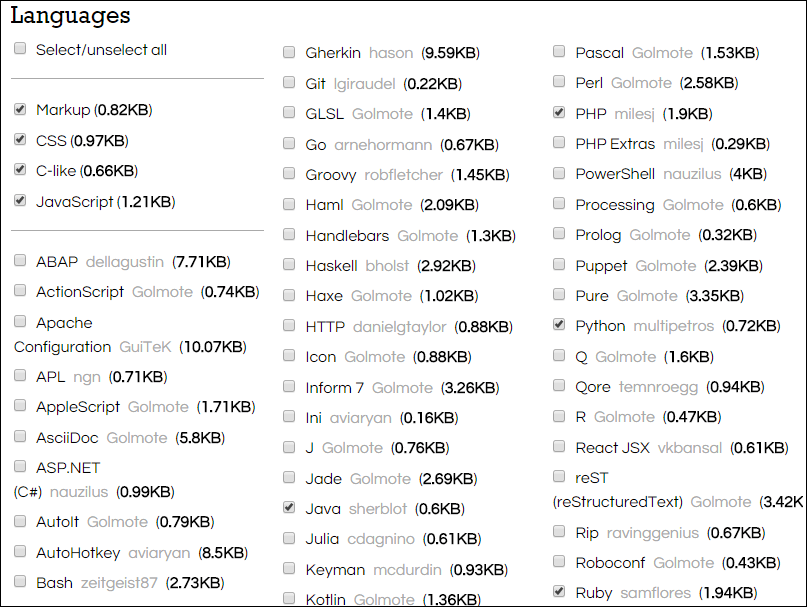 Languages
Select/unselect all
Markup (0.82KB)
CSS (0.97KB)
C-like (0.66KB)
JavaScript (1.21KB)
ABAP dellagustin (7.71KB)
ActionScript Golmote (0.74KB)
Apache
Configuration GuiTeK (10.07KB)
APL ngn (0.71KB)
AppleScript Golmote (1.71KB)
AsciiDoc Golmote (5.8KB)
ASP.NET
(C#) nauzilus (0.99KB)
AutoIt Golmote (0.79KB)
AutoHotkey aviaryan (8.5KB)
Bash zeitgeist87 (2.73KB)
Gherkin hason (9.59KB)
Git lgiraudel (0.22KB)
GLSL Golmote (1.4KB)
Go arnehormann (0.67KB)
Groovy robfletcher (1.45KB)
Haml Golmote (2.09KB)
Handlebars Golmote (1.3KB)
Haskell bholst (2.92KB)
Haxe Golmote (1.02KB)
HTTP danielgtaylor (0.88KB)
Icon Golmote (0.88KB)
Inform 7 Golmote (3.26KB)
Ini aviaryan (0.16KB)
J Golmote (0.76KB)
Jade Golmote (2.69KB)
Java sherblot (0.6KB)
Julia cdagnino (0.61KB)
Keyman mcdurdin (0.93KB)
Kotlin Golmote (1.36KB)
Pascal Golmote (1.53KB)
Perl Golmote (2.58KB)
PHP milesj (1.9KB)
PHP Extras milesj (0.29KB)
PowerShell nauzilus (4KB)
Processing Golmote (0.6KB)
Prolog Golmote (0.32KB)
Puppet Golmote (2.39KB)
Pure Golmote (3.35KB)
Python multipetros (0.72KB)
Q Golmote (1.6KB)
Qore temnroegg (0.94KB)
R Golmote (0.47KB)
React JSX vkbansal (0.61KB)
reST
(reStructuredText) Golmote (3.42K
Rip ravinggenius (0.67KB)
Roboconf Golmote (0.43KB)
Ruby samflores (1.94KB)